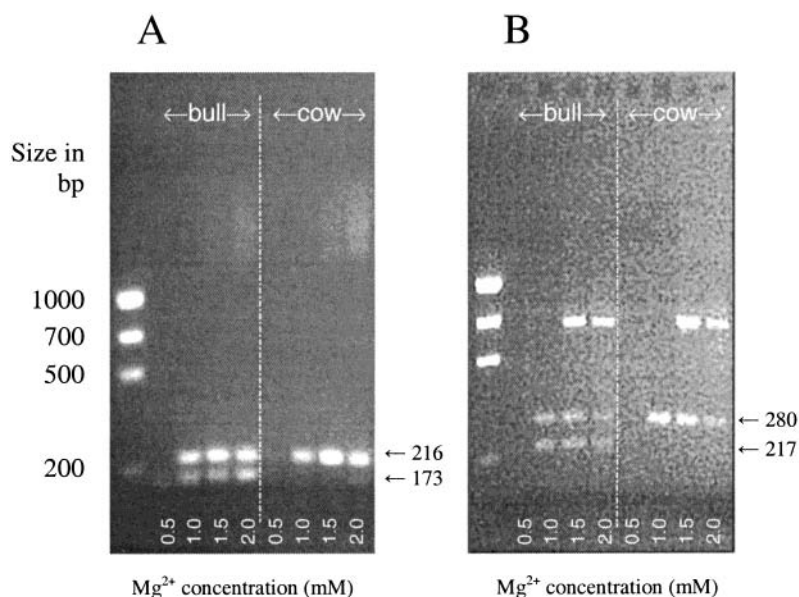 A
B
Size in
bp
←bull→
←cow→
←bull→
←cow→
1000
700
500
200
← 216
← 173
← 280
← 217
0.5 1.0 1.5 2.0 0.5 1.0 1.5 2.0
0.5 1.0 1.5 2.0 0.5 1.0 1.5 2.0
Mg²⁺ concentration (mM)
Mg²⁺ concentration (mM)